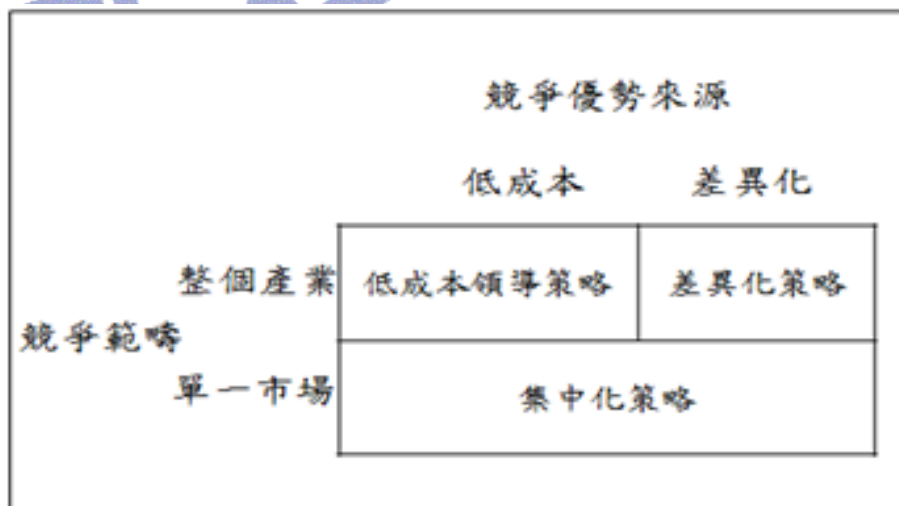 競爭優勢來源
低成本 差異化
整個產業 低成本領導策略 差異化策略
競爭範疇
單一市場 集中化策略